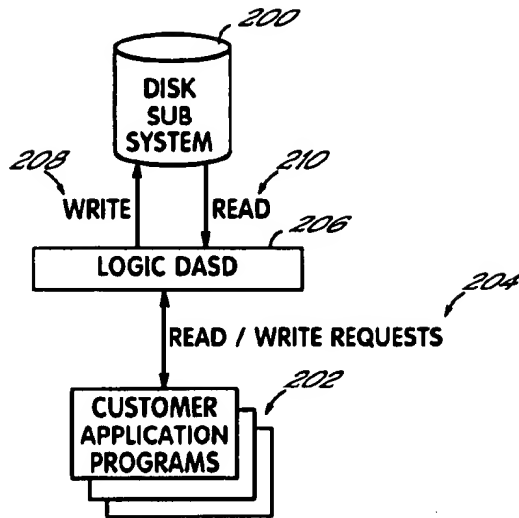 200
DISK
SUB
SYSTEM
208
210
WRITE
READ
206
LOGIC DASD
204
READ / WRITE REQUESTS
202
CUSTOMER
APPLICATION
PROGRAMS